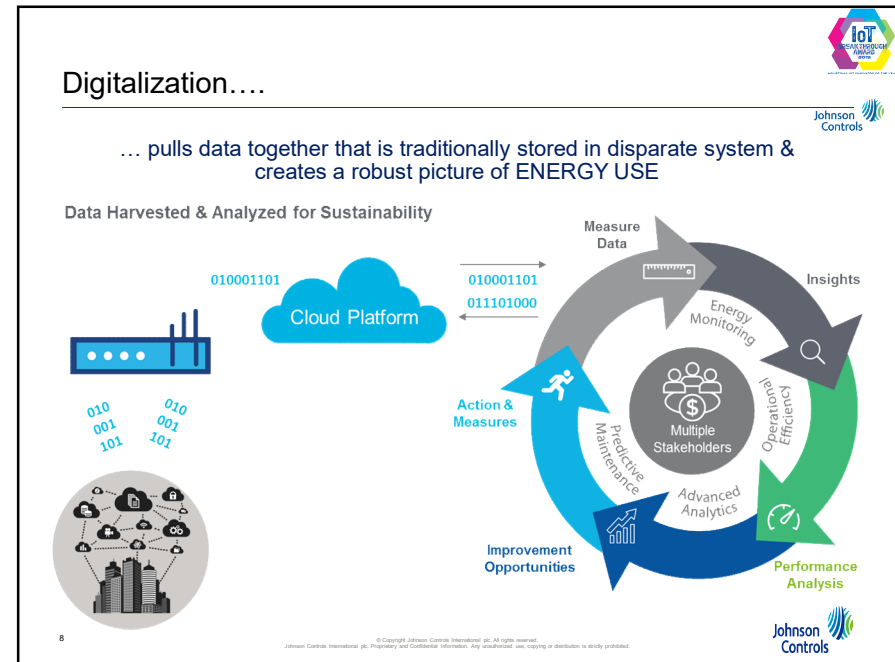 IoT
BREAKTHROUGH
AWARD
Digitalization….
Johnson
Controls
… pulls data together that is traditionally stored in disparate system &
creates a robust picture of ENERGY USE
Data Harvested & Analyzed for Sustainability
Measure
Data
010001101
010001101
011101000
Cloud Platform
Insights
Energy
Monitoring
Operational
Efficiency
010
001
101
010
001
101
Action &
Measures
$
Multiple
Stakeholders
Predictive
Maintenance
Advanced
Analytics
Improvement
Opportunities
Performance
Analysis
8
© Copyright Johnson Controls International plc. All rights reserved.
Johnson Controls International plc. Proprietary and Confidential Information. Any unauthorized use, copying or distribution is strictly prohibited.
Johnson
Controls